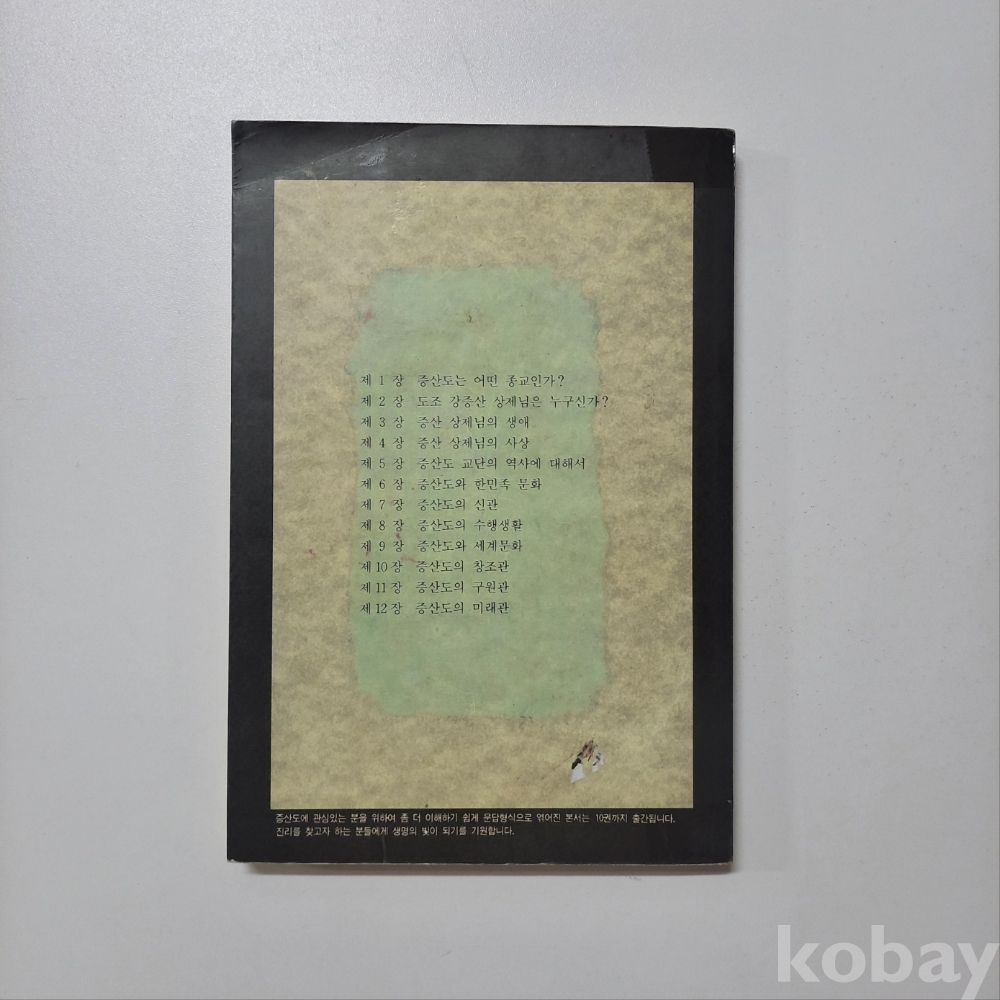 제 1 장 증산도는 어떤 종교인가?
제 2 장 도조 강증산 상제님은 누구신가?
제 3 장 증산 상제님의 생애
제 4 장 증산 상제님의 사상
제 5 장 증산도 교단의 역사에 대해서
제 6 장 증산도와 한민족 문화
제 7 장 증산도의 신관
제 8 장 증산도의 수행생활
제 9 장 증산도와 세계문화
제 10 장 증산도의 창조관
제 11 장 증산도의 구원관
제 12 장 증산도의 미래관
증산도에 관심있는 분을 위하여 좀 더 이해하기 쉽게 문답형식으로 엮어진 본서는 10권까지 출간됩니다.
진리를 찾고자 하는 분들에게 생명의 빛이 되기를 기원합니다.
kobay